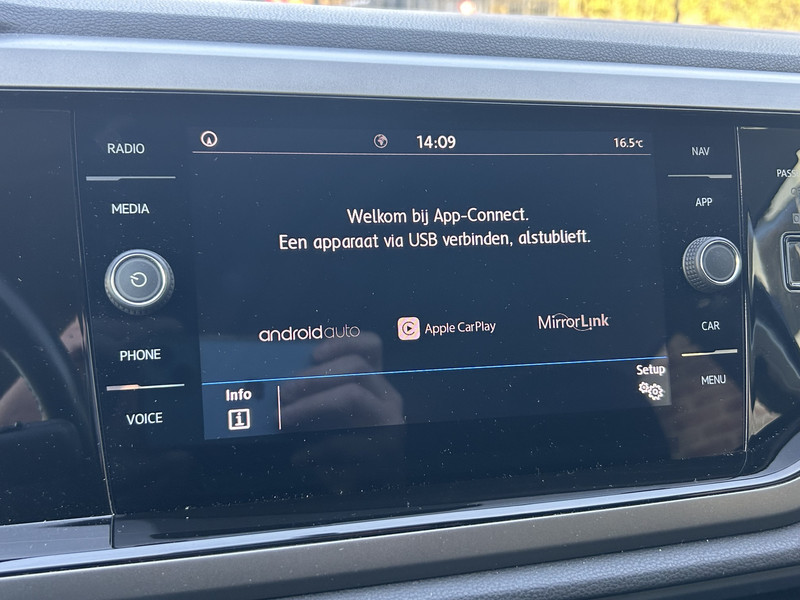 RADIO
MEDIA
PHONE
VOICE
14:09
16.5°C
Welkom bij App-Connect.
Een apparaat via USB verbinden, alstublieft.
androidauto
Apple CarPlay
MirrorLink
Info
i
Setup
NAV
APP
CAR
MENU
PASS